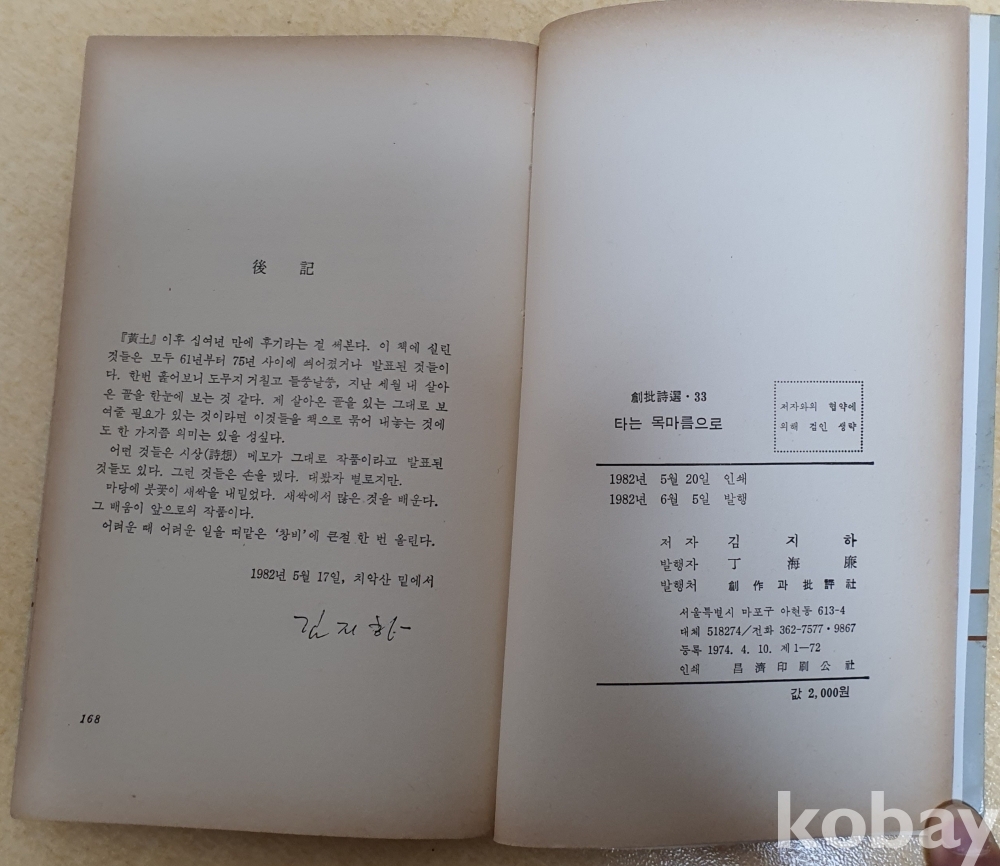 後 記
『黃土』이후 십여년 만에 후기라는 걸 써본다. 이 책에 실린
것들은 모두 61년부터 75년 사이에 씌어졌거나 발표된 것들이
다. 한번 훑어보니 도무지 거칠고 들쑹날쑹, 지난 세월 내 살아
온 꼴을 한눈에 보는 것 같다. 제 살아온 꼴을 있는 그대로 보
여줄 필요가 있는 것이라면 이것들을 책으로 묶어 내놓는 것에
도 한 가지쯤 의미는 있을 성싶다.
어떤 것들은 시상(詩想) 메모가 그대로 작품이라고 발표된
것들도 있다. 그런 것들은 손을 댔다. 대봤자 별로지만.
마당에 붓꽃이 새싹을 내밀었다. 새싹에서 많은 것을 배운다.
그 배움이 앞으로의 작품이다.
어려운 때 어려운 일을 떠맡은 ‘창비’에 큰절 한 번 올린다.
1982년 5월 17일, 치악산 밑에서
김지하
168
創批詩選・33
타는 목마름으로
저자와의 협약에
의해 검인 생략
1982년 5월 20일 인쇄
1982년 6월 5일 발행
저 자 김 지 하
발행자 丁 海 廉
발행처 創作과批評社
서울특별시 마포구 아현동 613-4
대체 518274/전화 362-7577・9867
등록 1974. 4. 10. 제1—72
인쇄 昌濟印刷公社
값 2,000원
kobay